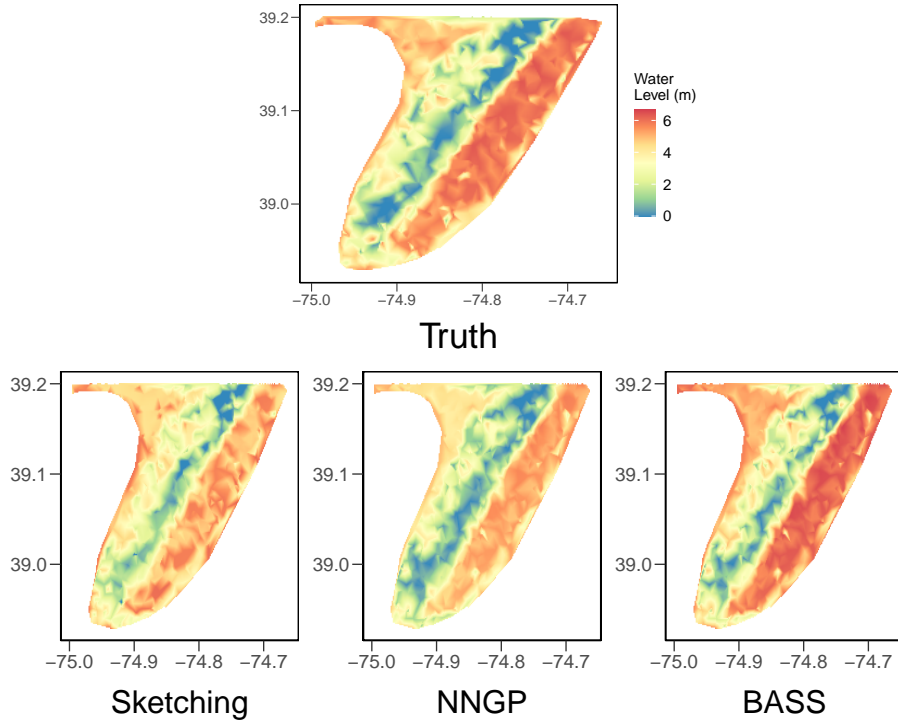 39.2
39.1
39.0
−75.0 −74.9 −74.8 −74.7
Water
Level (m)
6
4
2
0
Truth
39.2 39.2 39.2
39.1 39.1 39.1
39.0 39.0 39.0
−75.0 −74.9 −74.8 −74.7 −75.0 −74.9 −74.8 −74.7 −75.0 −74.9 −74.8 −74.7
Sketching NNGP BASS